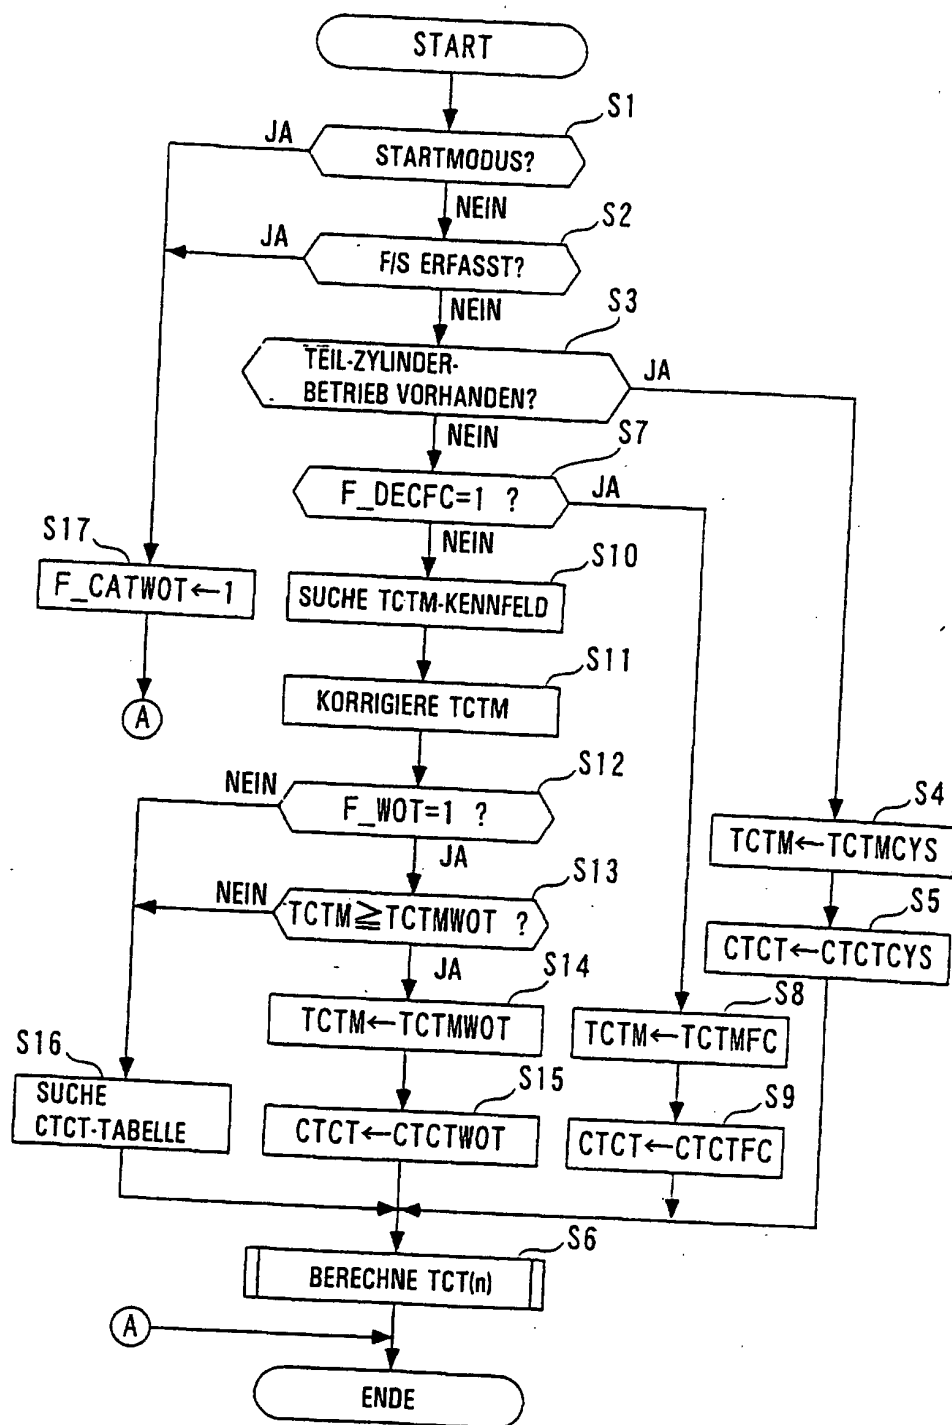 START
S1
JA
STARTMODUS?
NEIN
S2
JA
F/S ERFASST?
NEIN
S3
TEIL-ZYLINDER-
BETRIEB VORHANDEN?
JA
NEIN
S7
F_DECFC=1 ?
JA
NEIN
S17
F_CATWOT←1
S10
SUCHE TCTM-KENNFELD
S11
KORRIGIERE TCTM
A
S12
NEIN
F_WOT=1 ?
JA
S4
TCTM←TCTMCYS
S13
NEIN
TCTM≧TCTMWOT ?
JA
S5
CTCT←CTCTCYS
S14
TCTM←TCTMWOT
S8
TCTM←TCTMFC
S16
SUCHE
CTCT-TABELLE
S15
CTCT←CTCTWOT
S9
CTCT←CTCTFC
S6
BERECHNE TCT(n)
A
ENDE